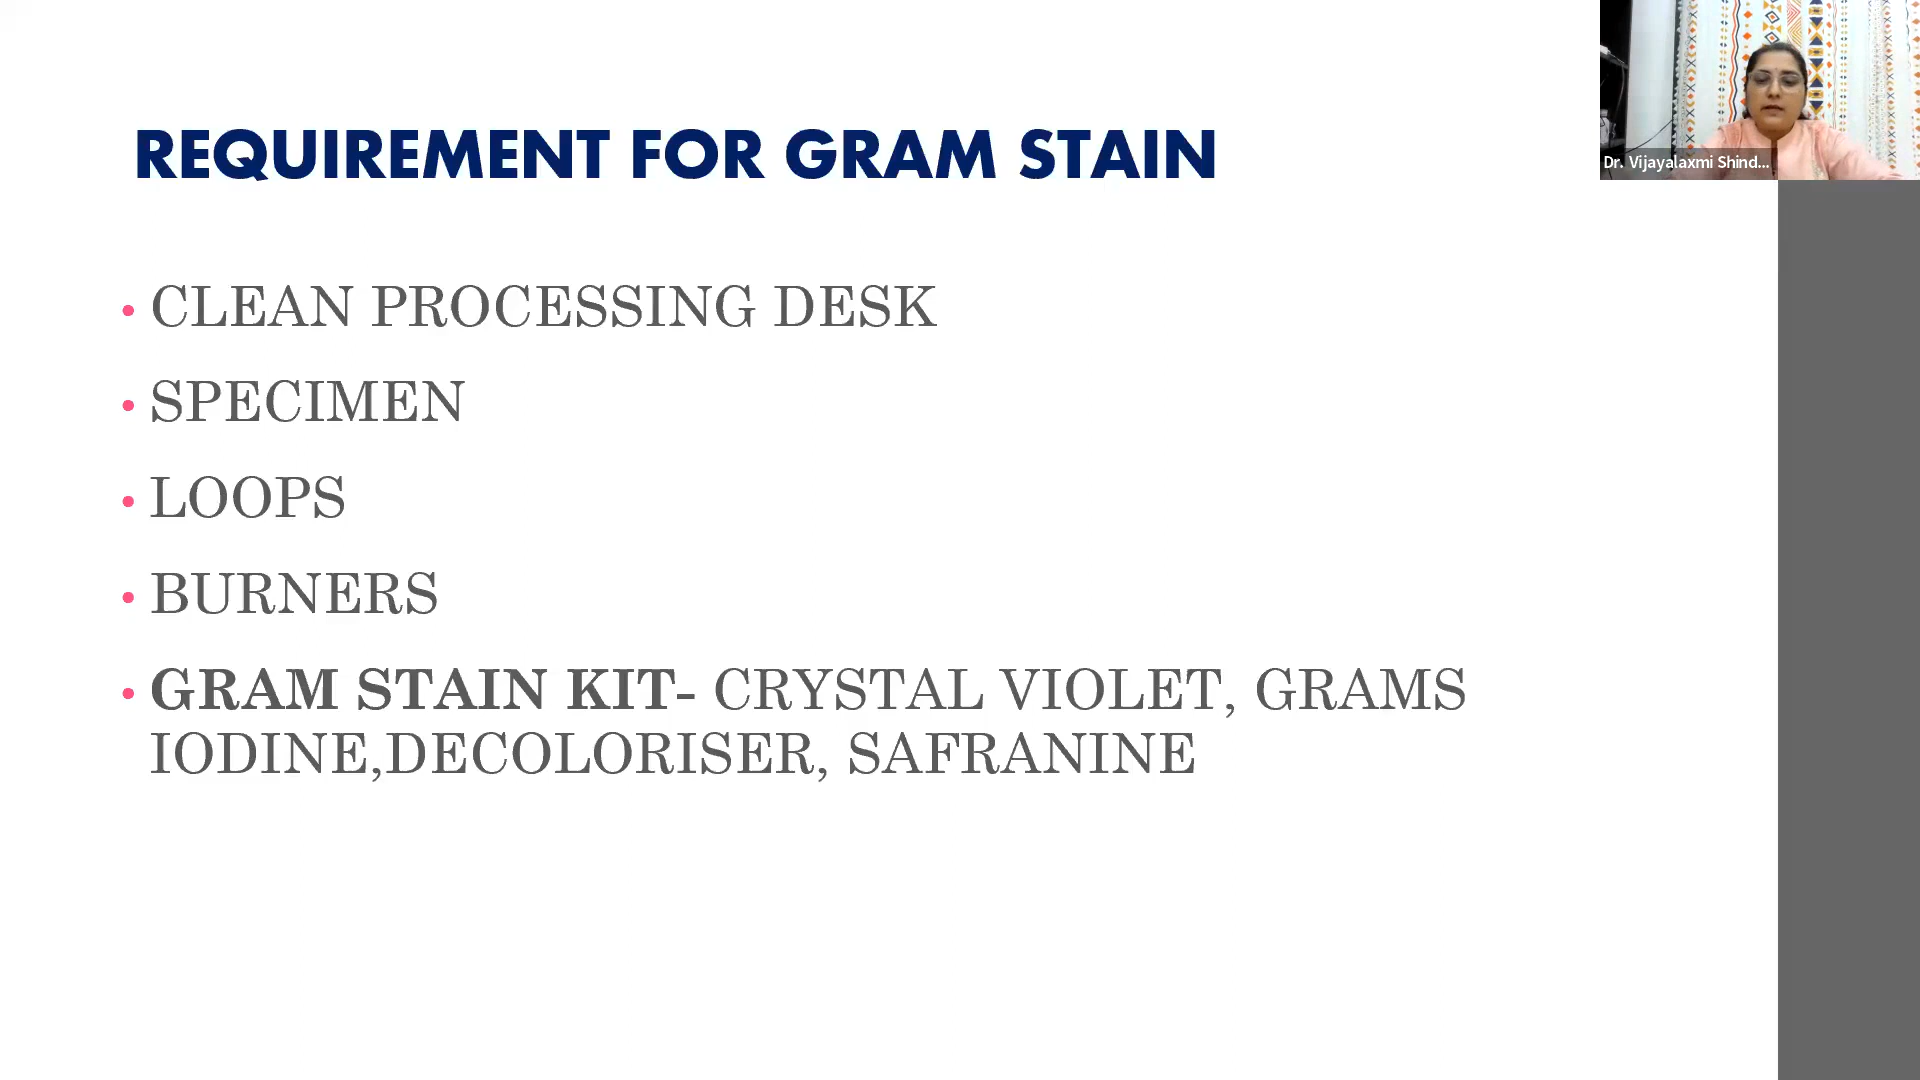 REQUIREMENT FOR GRAM STAIN
Dr. Vijayalaxmi Shind...
• CLEAN PROCESSING DESK
• SPECIMEN
• LOOPS
• BURNERS
• GRAM STAIN KIT- CRYSTAL VIOLET, GRAMS
IODINE,DECOLORISER, SAFRANINE